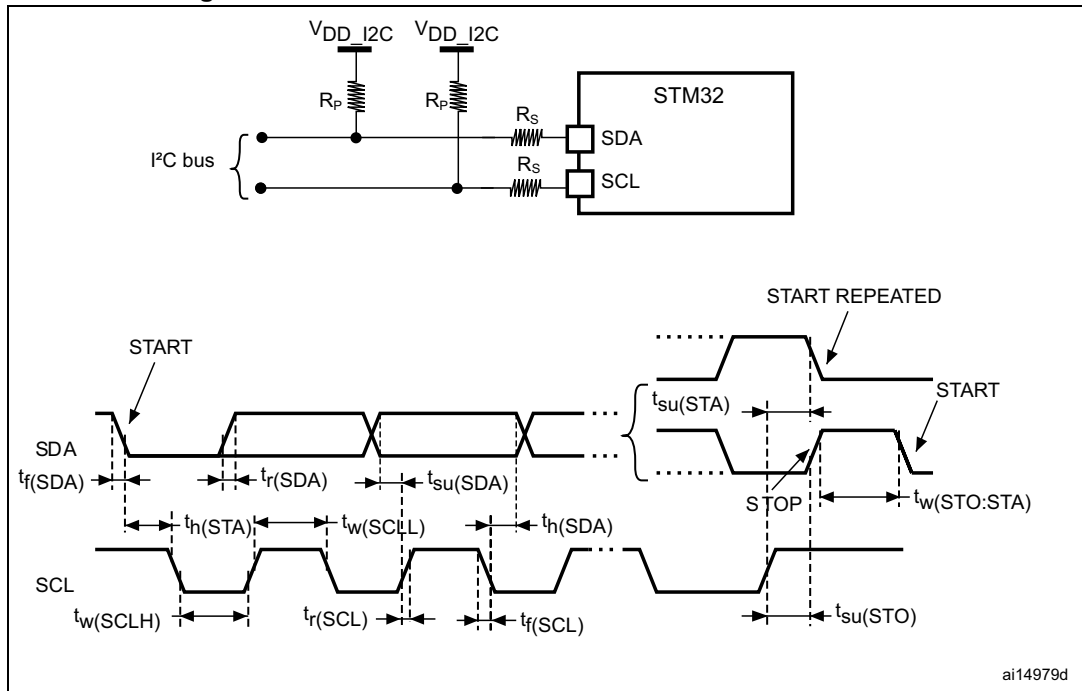 VDD_I2C VDD_I2C
STM32
RP RP
RS
SDA
I²C bus
RS
SCL
START REPEATED
START
tsu(STA)
START
SDA
tf(SDA) tr(SDA) tsu(SDA)
STOP
tw(STO:STA)
th(STA) tw(SCLL) th(SDA)
SCL
tw(SCLH) tr(SCL) tf(SCL) tsu(STO)
ai14979d